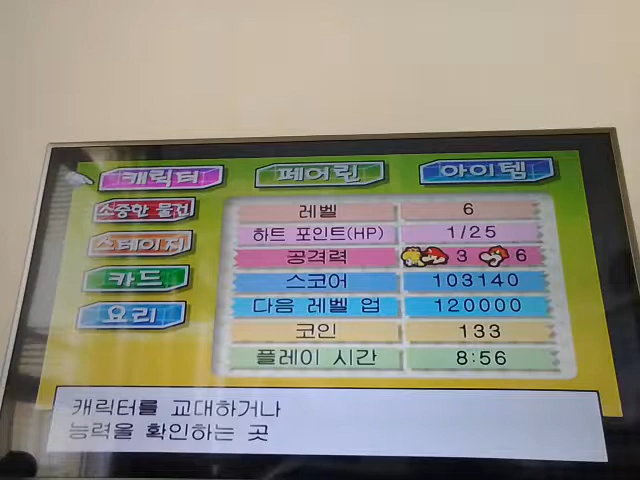 캐릭터 페어린 아이템
소중한 물건
스테이지
카드
요리
레벨 6
하트 포인트(HP) 1/25
공격력 3 6
스코어 103140
다음 레벨 업 120000
코인 133
플레이 시간 8:56
캐릭터를 교대하거나
능력을 확인하는 곳